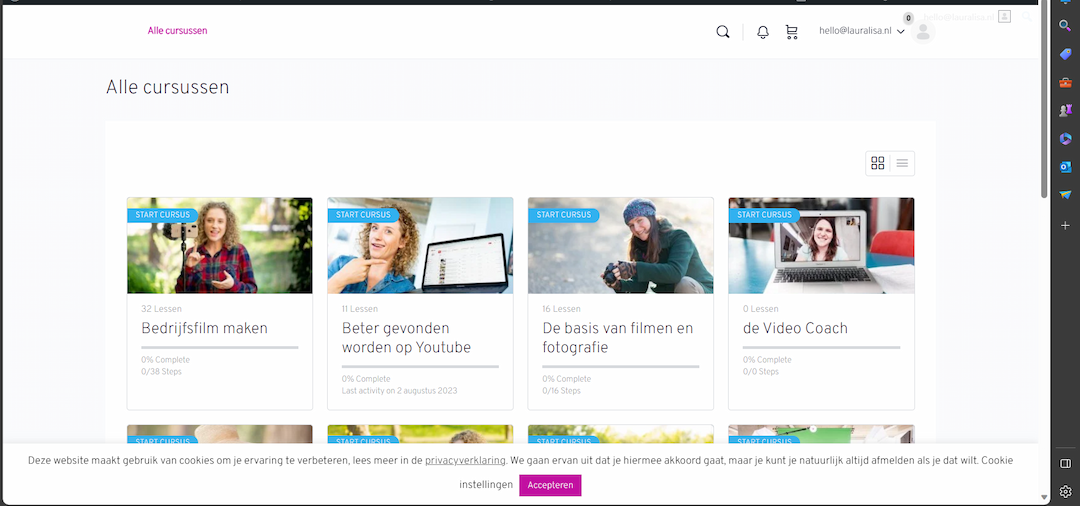 Alle cursussen
0
hello@lauralisa.nl
hello@lauralisa.nl
Alle cursussen
START CURSUS
START CURSUS
START CURSUS
START CURSUS
32 Lessen
Bedrijfsfilm maken
0% Complete
0/38 Steps
11 Lessen
Beter gevonden
worden op Youtube
0% Complete
Last activity on 2 augustus 2023
16 Lessen
De basis van filmen en
fotografie
0% Complete
0/16 Steps
0 Lessen
de Video Coach
0% Complete
0/0 Steps
START CURSUS
START CURSUS
START CURSUS
START CURSUS
Deze website maakt gebruik van cookies om je ervaring te verbeteren, lees meer in de privacyverklaring. We gaan ervan uit dat je hiermee akkoord gaat, maar je kunt je natuurlijk altijd afmelden als je dat wilt. Cookie
instellingen Accepteren